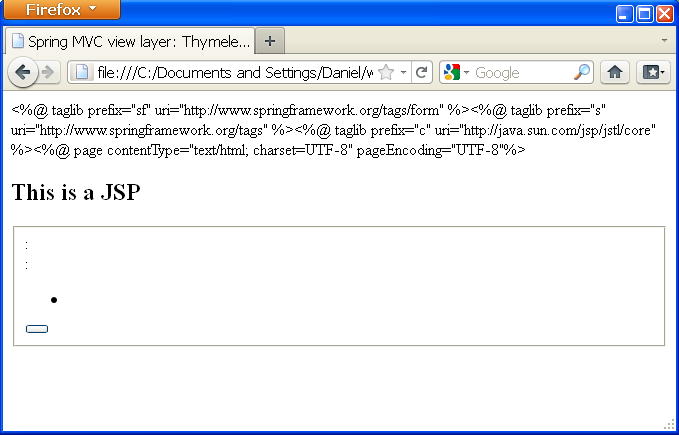 Firefox
Spring MVC view layer: Thymele...
file:///C:/Documents and Settings/Daniel/w
Google
<%@ taglib prefix="sf" uri="http://www.springframework.org/tags/form" %><%@ taglib prefix="s"
uri="http://www.springframework.org/tags" %><%@ taglib prefix="c" uri="http://java.sun.com/jsp/jstl/core"
%><%@ page contentType="text/html; charset=UTF-8" pageEncoding="UTF-8"%>
This is a JSP
:
:
•